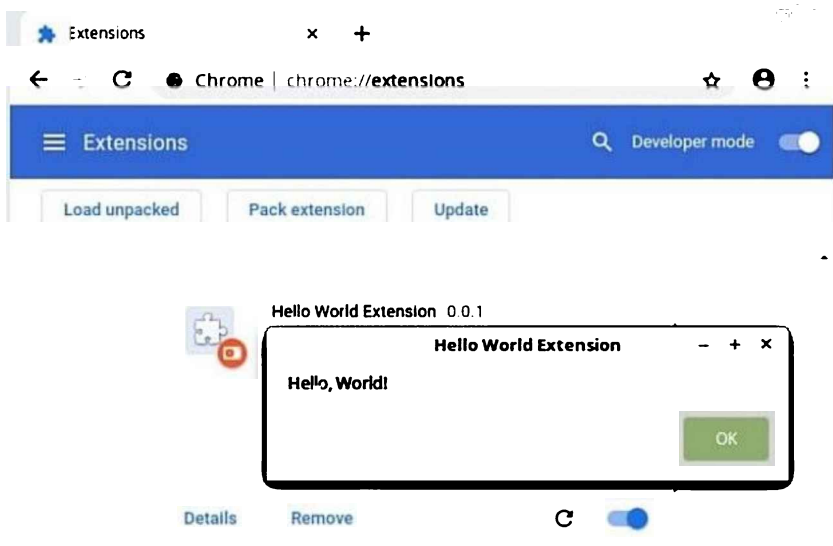 Extensions
Chrome | chrome://extensions
Extensions Developer mode
Load unpacked Pack extension Update
Hello World Extension 0.0.1
Hello World Extension
Hello, World!
OK
Details Remove